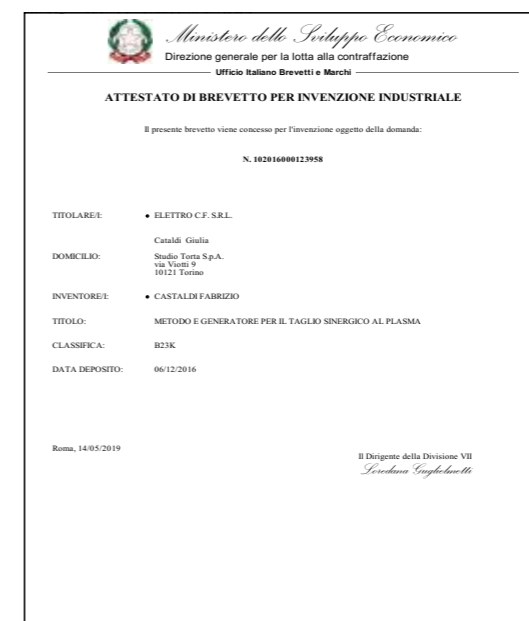 Ministero dello Sviluppo Economico
Direzione generale per la lotta alla contraffazione
Ufficio Italiano Brevetti e Marchi
ATTESTATO DI BREVETTO PER INVENZIONE INDUSTRIALE
Il presente brevetto viene concesso per l'invenzione oggetto della domanda:
N. 102016000123958
TITOLARE/I: • ELETTRO C.F. S.R.L.
Cataldi Giulia
DOMICILIO: Studio Torta S.p.A.
via Viotti 9
10121 Torino
INVENTORE/I: • CASTALDI FABRIZIO
TITOLO: METODO E GENERATORE PER IL TAGLIO SINERGICO AL PLASMA
CLASSIFICA: B23K
DATA DEPOSITO: 06/12/2016
Roma, 14/05/2019
Il Dirigente della Divisione VII
Loredana Guglielmetti